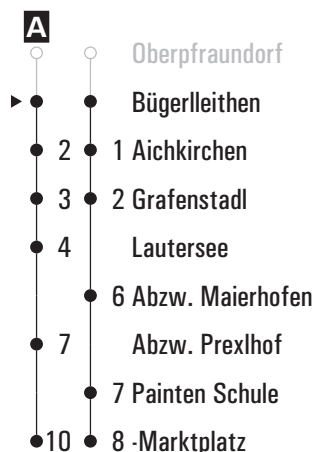 A
Oberpfraundorf
Bügerlleithen
2 1 Aichkirchen
3 2 Grafenstadl
4 Lautersee
6 Abzw. Maierhofen
7 Abzw. Prexlhof
7 Painten Schule
10 8 -Marktplatz